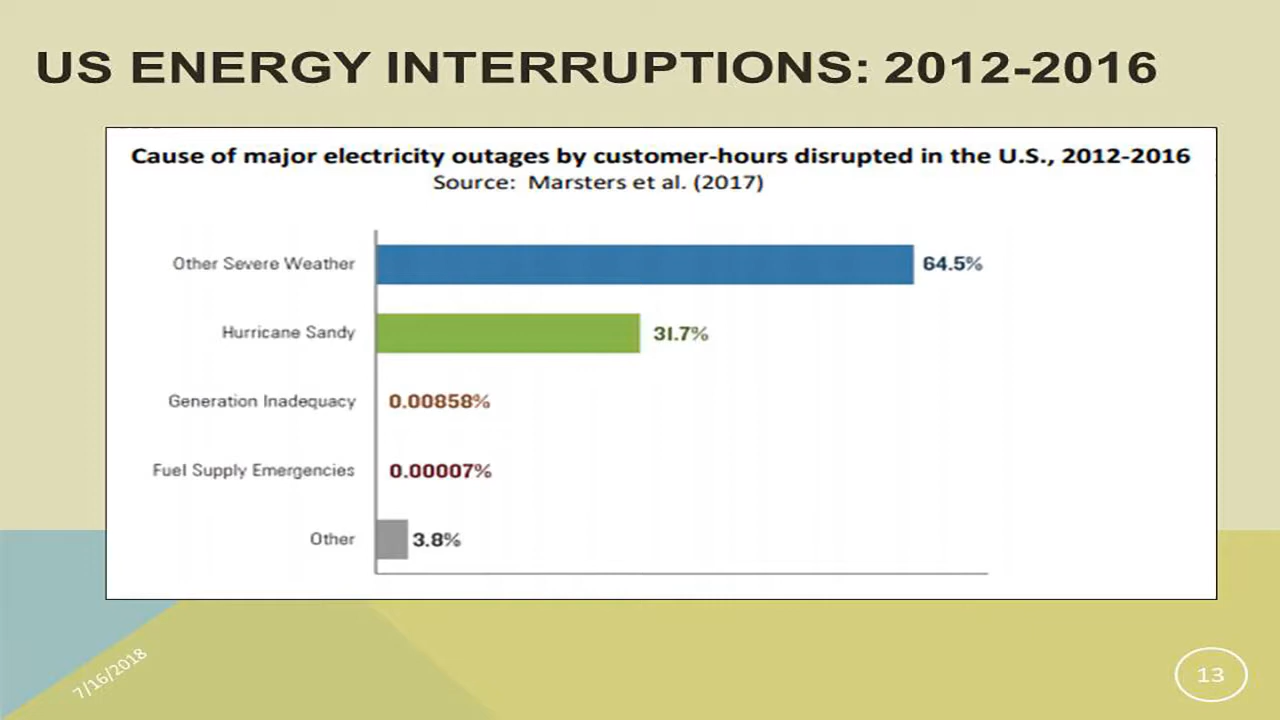 US ENERGY INTERRUPTIONS: 2012-2016
Cause of major electricity outages by customer-hours disrupted in the U.S., 2012-2016
Source: Marsters et al. (2017)
Other Severe Weather 64.5%
Hurricane Sandy 31.7%
Generation Inadequacy 0.00858%
Fuel Supply Emergencies 0.00007%
Other 3.8%
7/16/2018
13